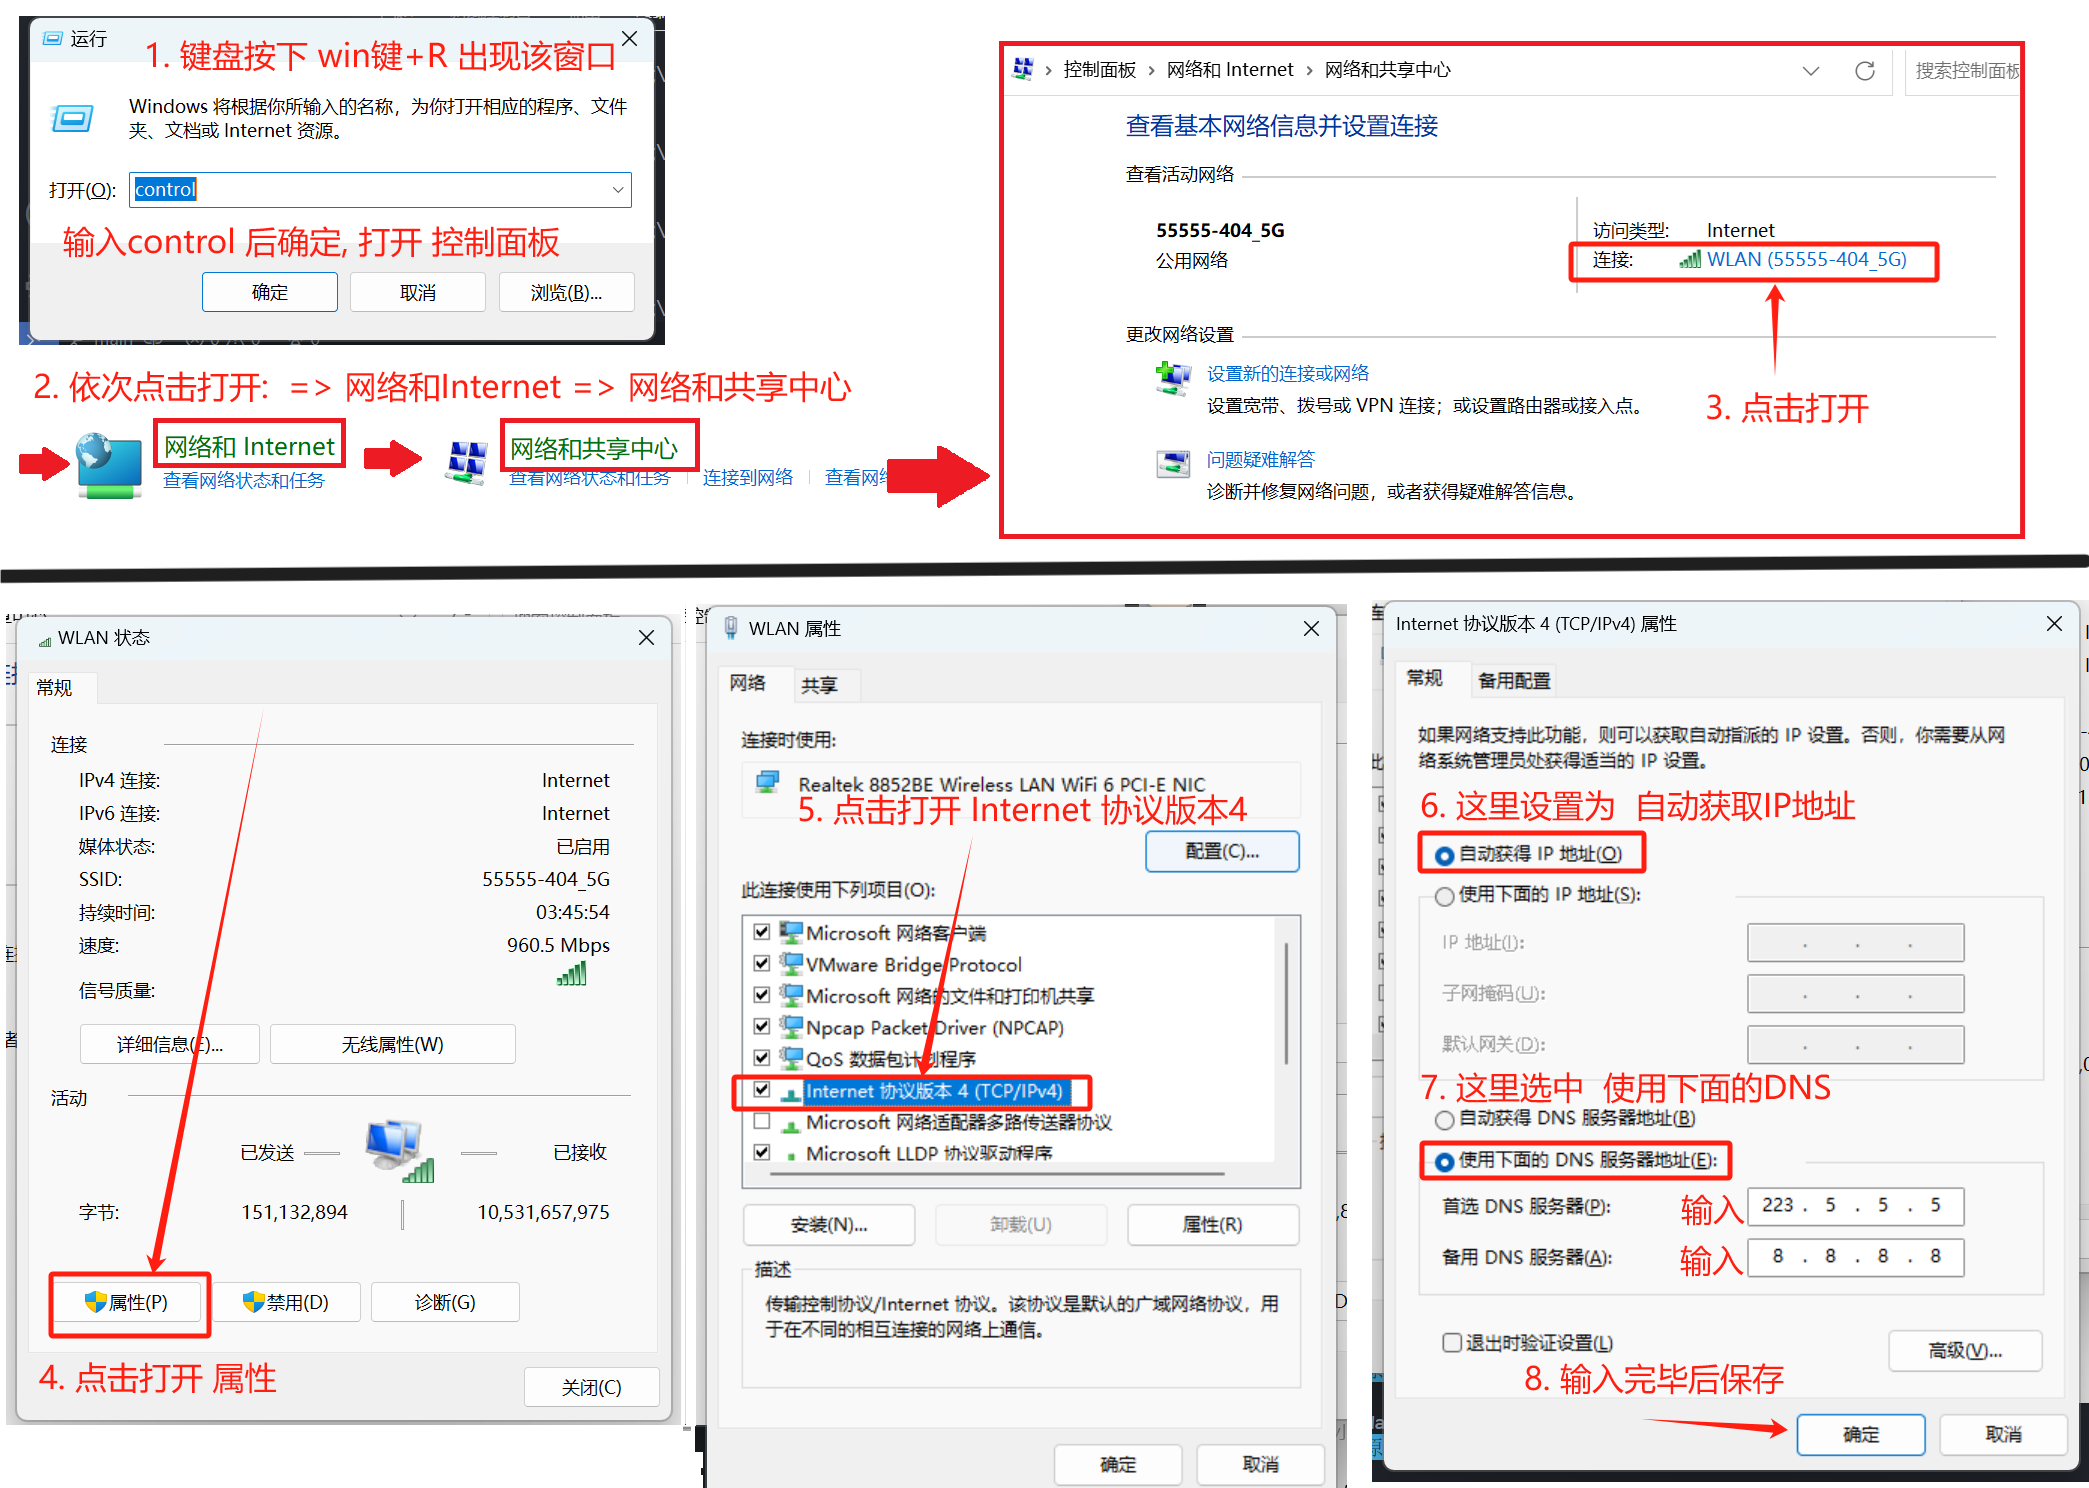 运行
1. 键盘按下 win键+R 出现该窗口
Windows 将根据你所输入的名称，为你打开相应的程序、文件
夹、文档或 Internet 资源。
打开(O): control
输入control 后确定, 打开 控制面板
确定 取消 浏览(B)...
2. 依次点击打开: => 网络和Internet => 网络和共享中心
网络和 Internet
查看网络状态和任务
网络和共享中心
查看网络状态和任务 连接到网络 查看网络
控制面板 › 网络和 Internet › 网络和共享中心
搜索控制面板
查看基本网络信息并设置连接
查看活动网络
55555-404_5G
公用网络
访问类型: Internet
连接: WLAN (55555-404_5G)
更改网络设置
设置新的连接或网络
设置宽带、拨号或 VPN 连接；或设置路由器或接入点。
3. 点击打开
问题疑难解答
诊断并修复网络问题，或者获得疑难解答信息。
WLAN 状态
常规
连接
IPv4 连接: Internet
IPv6 连接: Internet
媒体状态: 已启用
SSID: 55555-404_5G
持续时间: 03:45:54
速度: 960.5 Mbps
信号质量:
详细信息(E)... 无线属性(W)
活动
已发送 已接收
字节: 151,132,894 10,531,657,975
属性(P) 禁用(D) 诊断(G)
4. 点击打开 属性
关闭(C)
WLAN 属性
网络 共享
连接时使用:
Realtek 8852BE Wireless LAN WiFi 6 PCI-E NIC
5. 点击打开 Internet 协议版本4
配置(C)...
此连接使用下列项目(O):
Microsoft 网络客户端
VMware Bridge Protocol
Microsoft 网络的文件和打印机共享
Npcap Packet Driver (NPCAP)
QoS 数据包计划程序
Internet 协议版本 4 (TCP/IPv4)
Microsoft 网络适配器多路传送器协议
Microsoft LLDP 协议驱动程序
安装(N)... 卸载(U) 属性(R)
描述
传输控制协议/Internet 协议。该协议是默认的广域网络协议，用
于在不同的相互连接的网络上通信。
确定 取消
Internet 协议版本 4 (TCP/IPv4) 属性
常规 备用配置
如果网络支持此功能，则可以获取自动指派的 IP 设置。否则，你需要从网
络系统管理员处获得适当的 IP 设置。
6. 这里设置为 自动获取IP地址
自动获得 IP 地址(O)
使用下面的 IP 地址(S):
IP 地址(I): . . .
子网掩码(U): . . .
默认网关(D): . . .
7. 这里选中 使用下面的DNS
自动获得 DNS 服务器地址(B)
使用下面的 DNS 服务器地址(E):
首选 DNS 服务器(P): 输入 223 . 5 . 5 . 5
备用 DNS 服务器(A): 输入 8 . 8 . 8 . 8
退出时验证设置(L)
高级(V)...
8. 输入完毕后保存
确定 取消